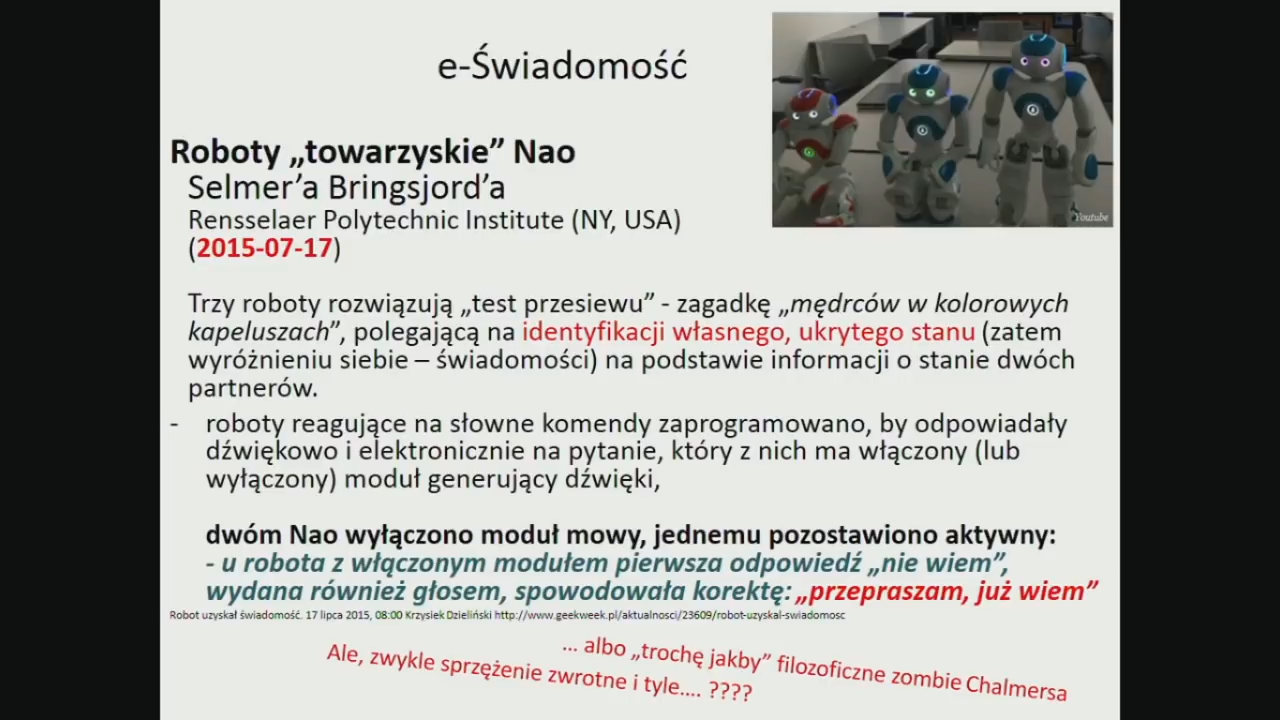 e-Świadomość
Youtube
Roboty „towarzyskie” Nao
Selmer’a Bringsjord’a
Rensselaer Polytechnic Institute (NY, USA)
(2015-07-17)
Trzy roboty rozwiązują „test przesiewu” - zagadkę „mędrców w kolorowych
kapeluszach”, polegającą na identyfikacji własnego, ukrytego stanu (zatem
wyróżnieniu siebie – świadomości) na podstawie informacji o stanie dwóch
partnerów.
- roboty reagujące na słowne komendy zaprogramowano, by odpowiadały
dźwiękowo i elektronicznie na pytanie, który z nich ma włączony (lub
wyłączony) moduł generujący dźwięki,
dwóm Nao wyłączono moduł mowy, jednemu pozostawiono aktywny:
- u robota z włączonym modułem pierwsza odpowiedź „nie wiem”,
wydana również głosem, spowodowała korektę: „przepraszam, już wiem”
Robot uzyskał świadomość. 17 lipca 2015, 08:00 Krzysiek Dzieliński http://www.geekweek.pl/aktualnosci/23609/robot-uzyskal-swiadomosc
... albo „trochę jakby” filozoficzne zombie Chalmersa
Ale, zwykle sprzężenie zwrotne i tyle.... ????